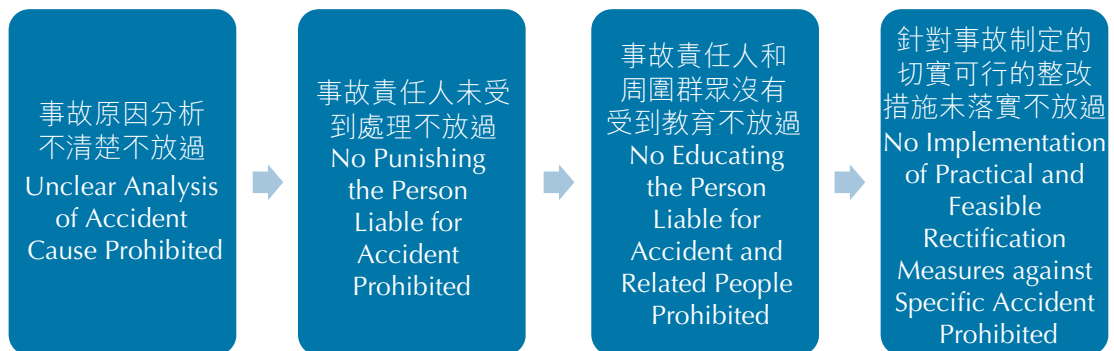 事故原因分析
不清楚不放過
Unclear Analysis
of Accident
Cause Prohibited
事故責任人未受
到處理不放過
No Punishing
the Person
Liable for
Accident
Prohibited
事故責任人和
周圍群眾沒有
受到教育不放過
No Educating
the Person
Liable for
Accident and
Related People
Prohibited
針對事故制定的
切實可行的整改
措施未落實不放過
No Implementation
of Practical and
Feasible
Rectification
Measures against
Specific Accident
Prohibited